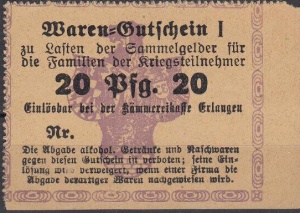 Waren-Gutschein I
zu Lasten der Sammelgelder für
die Familien der Kriegsteilnehmer
20 Pfg. 20
Einlösbar bei der Kämmereikasse Erlangen
Nr.
Die Abgabe alkohol. Getränke und Naschwaren
gegen diesen Gutschein ist verboten; seine Ein-
lösung wird verweigert, wenn einer Firma die
Abgabe derartiger Waren nachgewiesen wird.